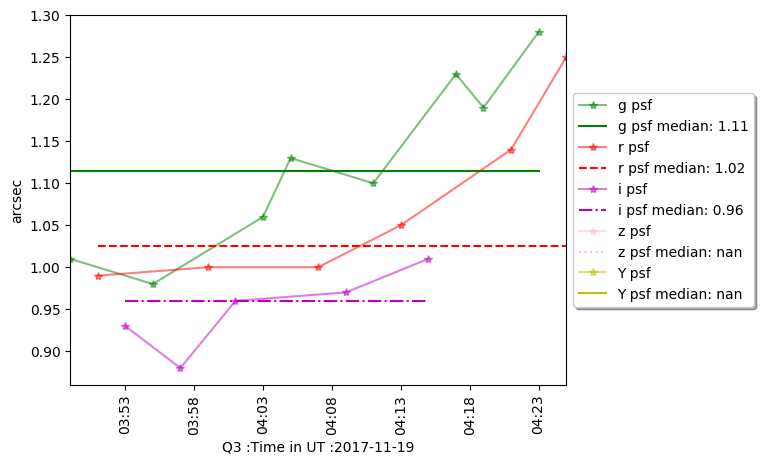 1.30
1.25
1.20
1.15
1.10
1.05
1.00
0.95
0.90
arcsec
03:53
03:58
04:03
04:08
04:13
04:18
04:23
Q3 :Time in UT :2017-11-19
g psf
g psf median: 1.11
r psf
r psf median: 1.02
i psf
i psf median: 0.96
z psf
z psf median: nan
Y psf
Y psf median: nan